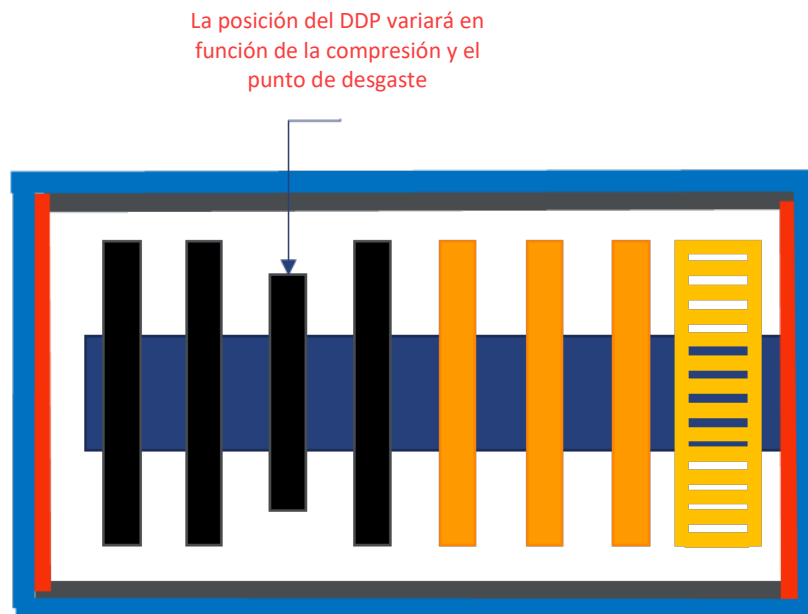 La posición del DDP variará en
función de la compresión y el
punto de desgaste